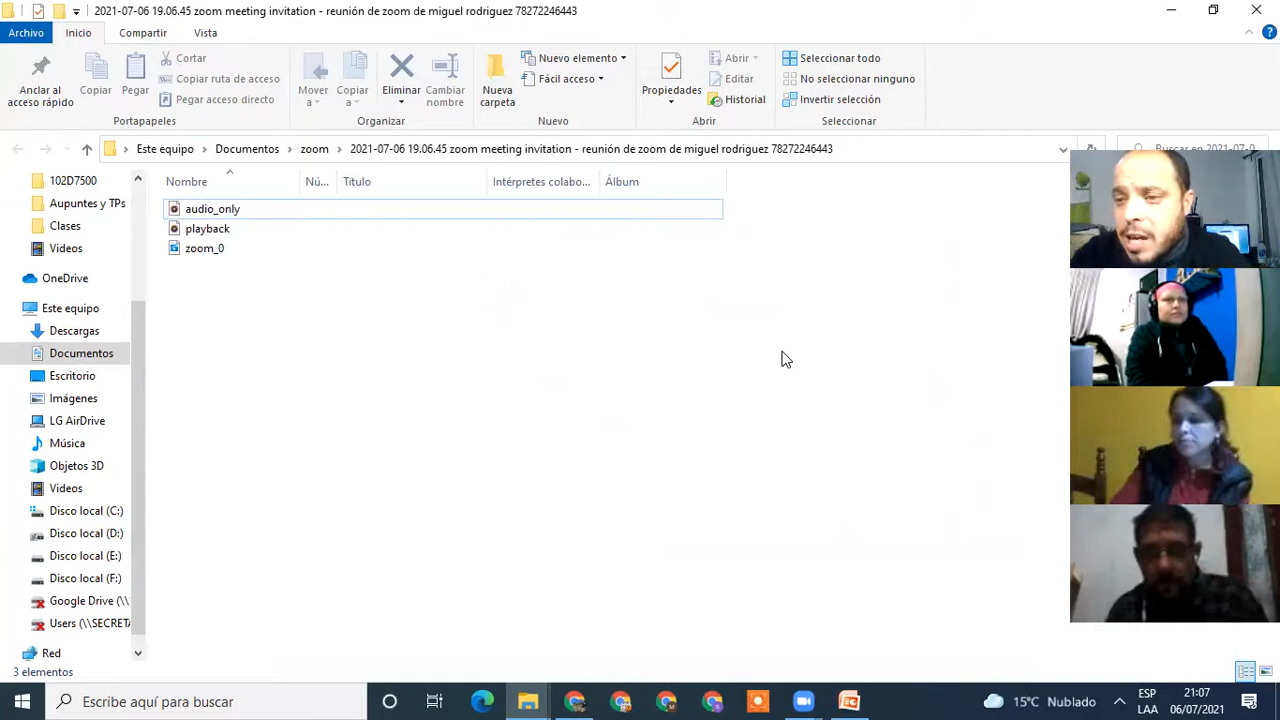 2021-07-06 19.06.45 zoom meeting invitation - reunión de zoom de miguel rodriguez 78272246443
Archivo
Inicio
Compartir
Vista
Anclar al acceso rápido
Copiar
Pegar
Cortar
Copiar ruta de acceso
Pegar acceso directo
Portapapeles
Mover a
Copiar a
Eliminar
Cambiar nombre
Organizar
Nueva carpeta
Nuevo elemento
Fácil acceso
Nuevo
Propiedades
Abrir
Editar
Historial
Abrir
Seleccionar todo
No seleccionar ninguno
Invertir selección
Seleccionar
Este equipo > Documentos > zoom > 2021-07-06 19.06.45 zoom meeting invitation - reunión de zoom de miguel rodriguez 78272246443
Buscar en 2021-07-0
Nombre
Nú...
Título
Intérpretes colabo...
Álbum
audio_only
playback
zoom_0
102D7500
Aupuntes y TPs
Clases
Videos
OneDrive
Este equipo
Descargas
Documentos
Escritorio
Imágenes
LG AirDrive
Música
Objetos 3D
Videos
Disco local (C:)
Disco local (D:)
Disco local (E:)
Disco local (F:)
Google Drive (\\
Users (\\SECRETA
Red
3 elementos
Escribe aquí para buscar
15°C Nublado
ESP
LAA
21:07
06/07/2021